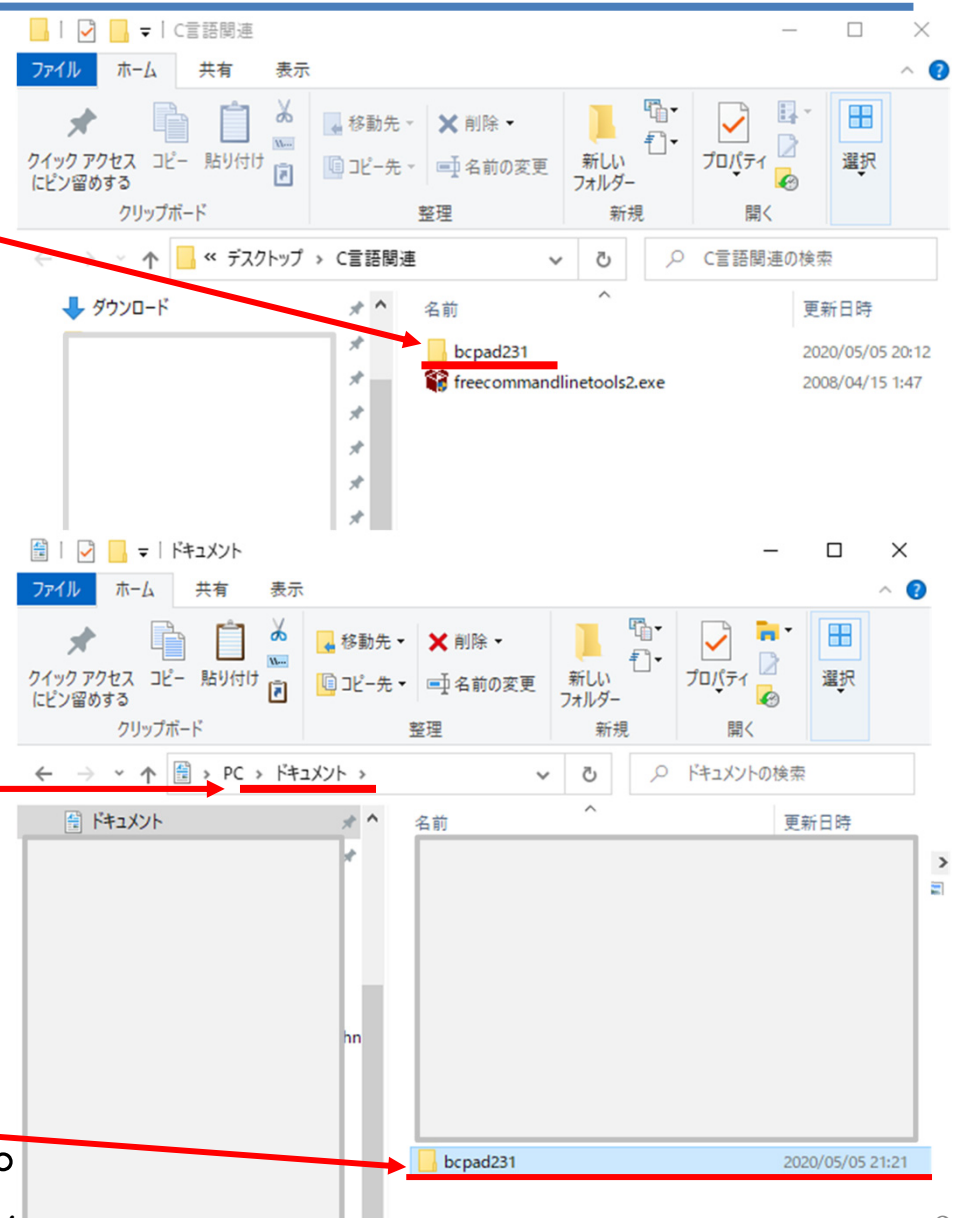 C言語関連
ファイル ホーム 共有 表示
クイック アクセス
にピン留めする
コピー 貼り付け
移動先 削除
コピー先 名前の変更
新しい
フォルダー
プロパティ
選択
クリップボード 整理 新規 開く
« デスクトップ › C言語関連
C言語関連の検索
ダウンロード
名前 更新日時
bcpad231 2020/05/05 20:12
freecommandlinetools2.exe 2008/04/15 1:47
ドキュメント
ファイル ホーム 共有 表示
クイック アクセス
にピン留めする
コピー 貼り付け
移動先 削除
コピー先 名前の変更
新しい
フォルダー
プロパティ
選択
クリップボード 整理 新規 開く
› PC › ドキュメント ›
ドキュメントの検索
ドキュメント
名前 更新日時
hn
bcpad231 2020/05/05 21:21